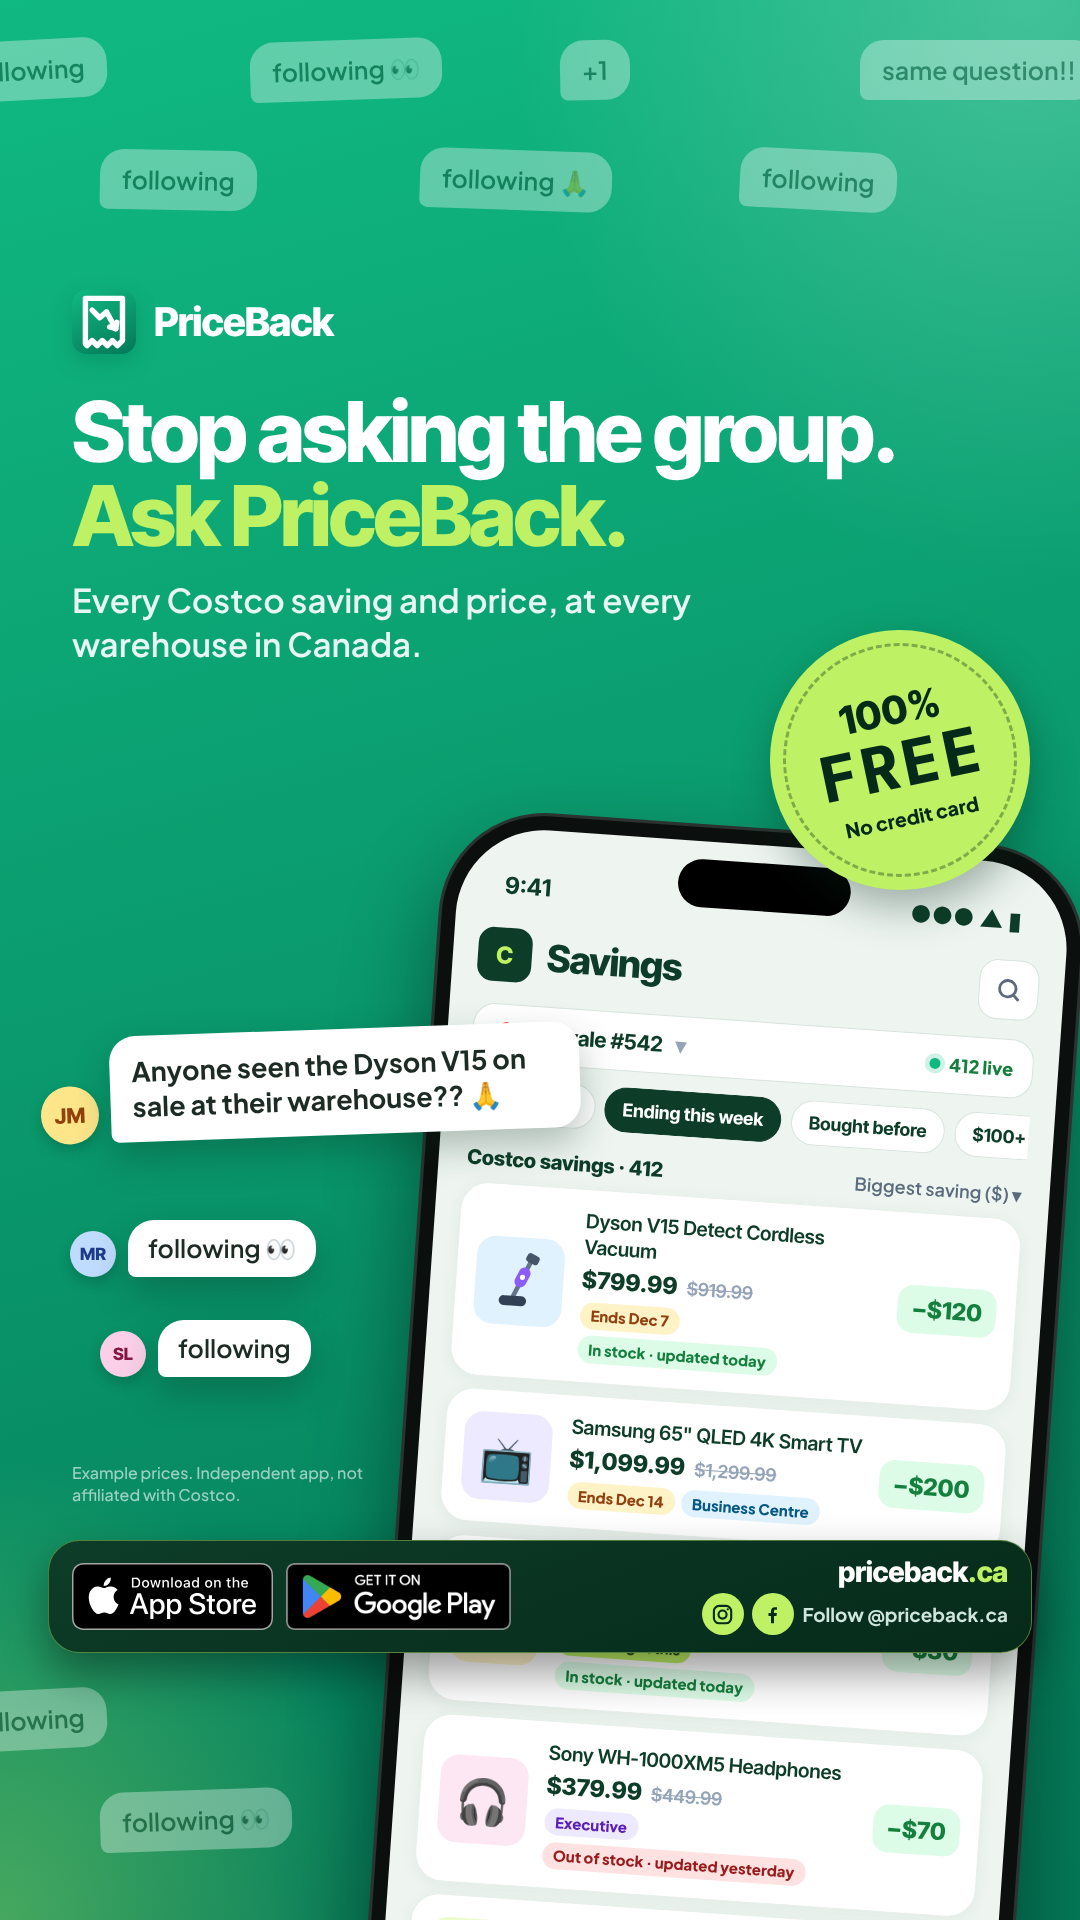 llowing
following 👀
+1
same question!!
following
following 🙏
following
PriceBack
Stop asking the group.
Ask PriceBack.
Every Costco saving and price, at every
warehouse in Canada.
100%
FREE
No credit card
9:41
C
Savings
ale #542 ▼
412 live
JM
Anyone seen the Dyson V15 on
sale at their warehouse?? 🙏
Ending this week
Bought before
$100+
Costco savings · 412
Biggest saving ($) ▾
MR
following 👀
SL
following
Dyson V15 Detect Cordless
Vacuum
$799.99 $919.99
−$120
Ends Dec 7
In stock · updated today
Samsung 65" QLED 4K Smart TV
$1,099.99 $1,299.99
−$200
Ends Dec 14
Business Centre
Example prices. Independent app, not
affiliated with Costco.
Download on the
App Store
GET IT ON
Google Play
priceback.ca
Follow @priceback.ca
In stock · updated today
llowing
Sony WH-1000XM5 Headphones
$379.99 $449.99
−$70
Executive
Out of stock · updated yesterday
following 👀